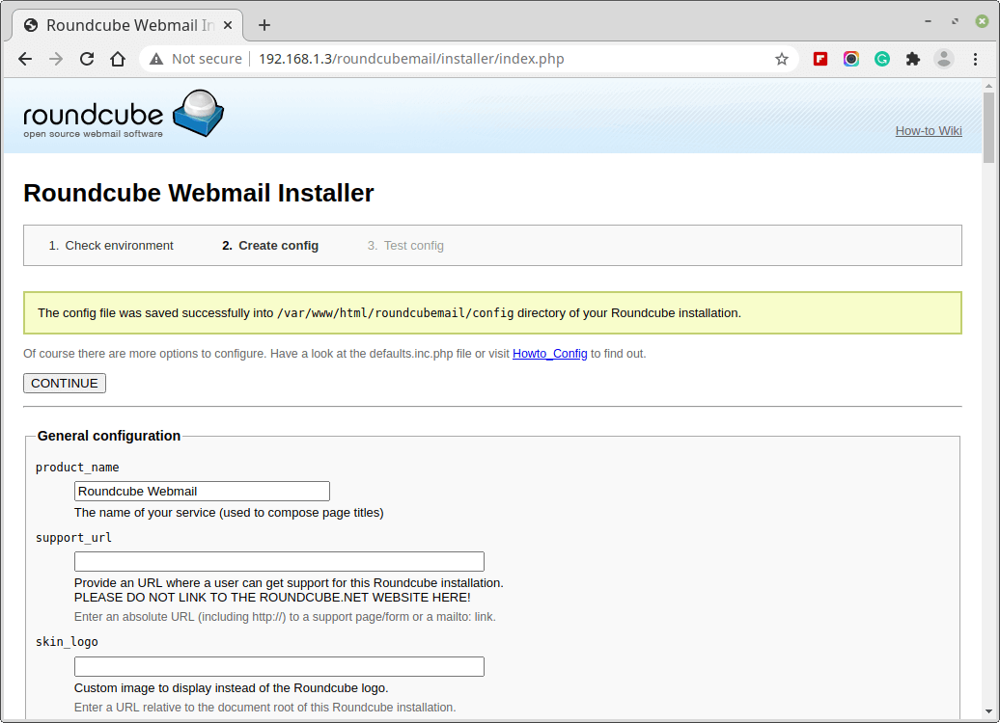 Roundcube Webmail In
Not secure 192.168.1.3/roundcubemail/installer/index.php
roundcube
open source webmail software
How-to Wiki
Roundcube Webmail Installer
1. Check environment 2. Create config 3. Test config
The config file was saved successfully into /var/www/html/roundcubemail/config directory of your Roundcube installation.
Of course there are more options to configure. Have a look at the defaults.inc.php file or visit Howto_Config to find out.
CONTINUE
General configuration
product_name
Roundcube Webmail
The name of your service (used to compose page titles)
support_url
Provide an URL where a user can get support for this Roundcube installation.
PLEASE DO NOT LINK TO THE ROUNDCUBE.NET WEBSITE HERE!
Enter an absolute URL (including http://) to a support page/form or a mailto: link.
skin_logo
Custom image to display instead of the Roundcube logo.
Enter a URL relative to the document root of this Roundcube installation.